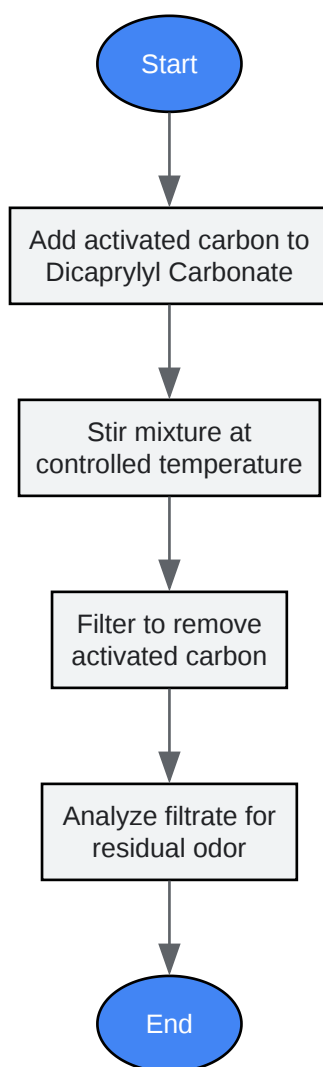 Start
Add activated carbon to
Dicaprylyl Carbonate
Stir mixture at
controlled temperature
Filter to remove
activated carbon
Analyze filtrate for
residual odor
End